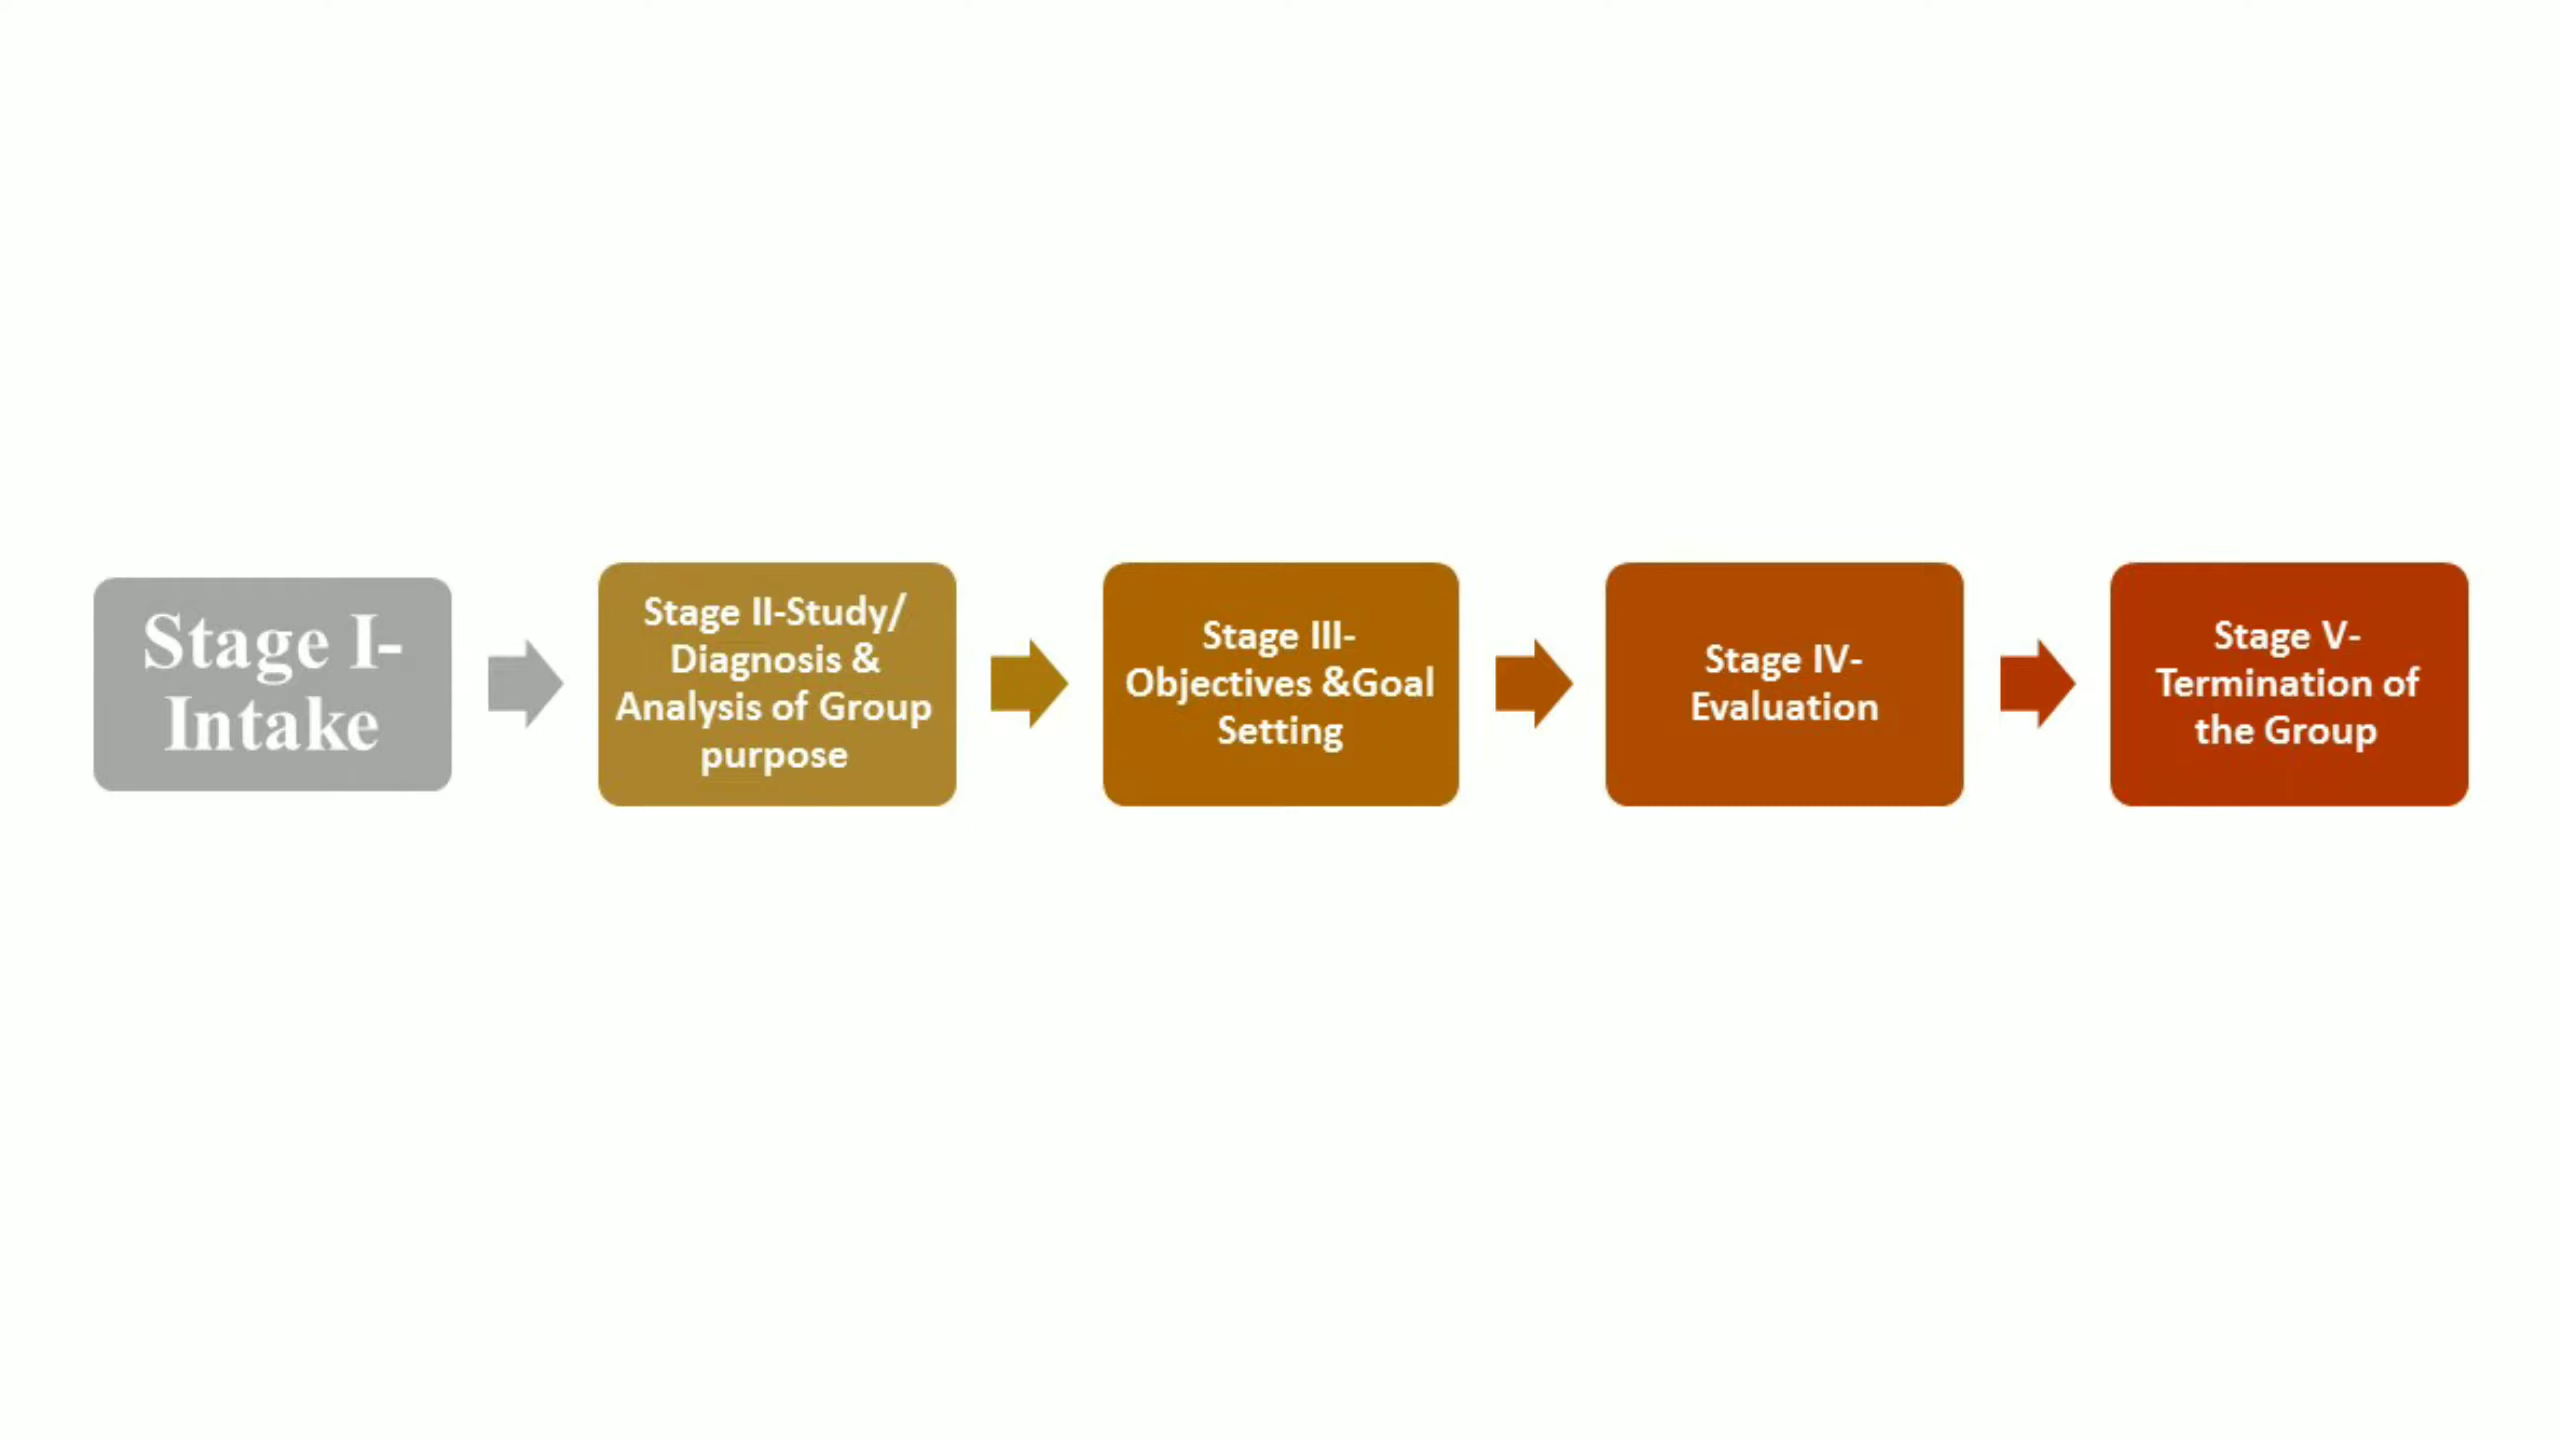 Stage I-
Intake
Stage II-Study/
Diagnosis &
Analysis of Group
purpose
Stage III-
Objectives &Goal
Setting
Stage IV-
Evaluation
Stage V-
Termination of
the Group